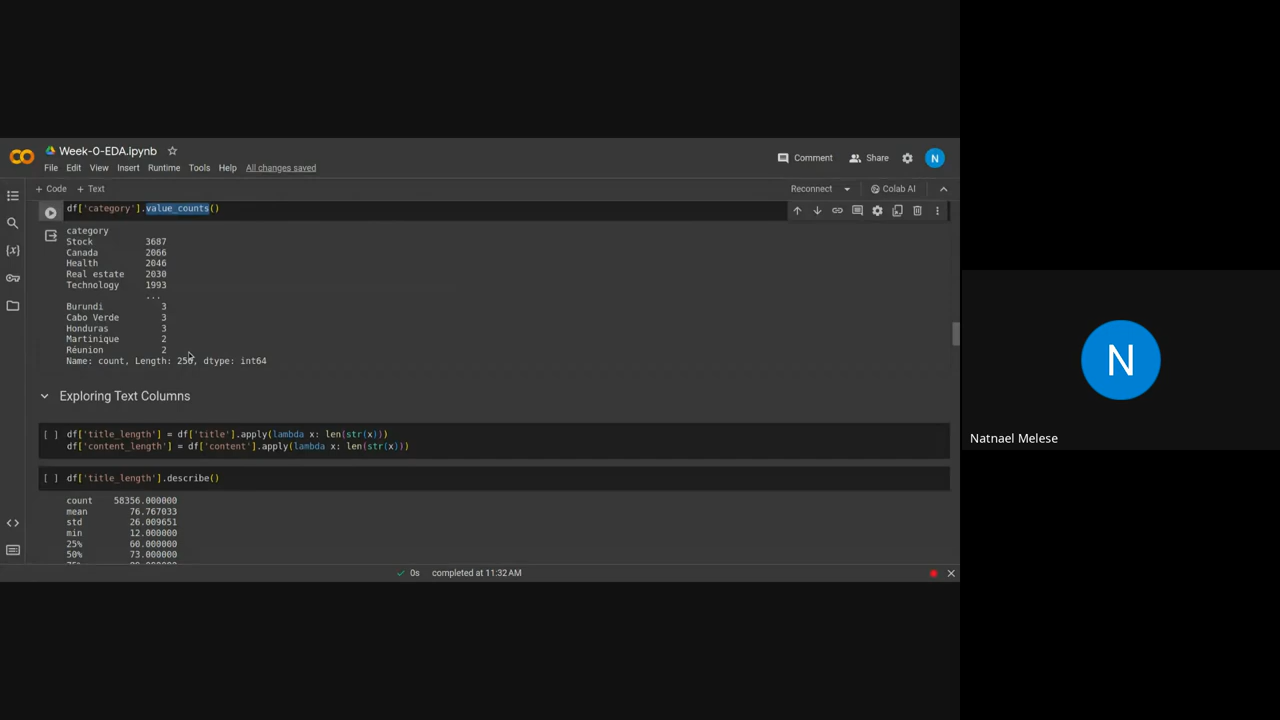 Week-0-EDA.ipynb
File Edit View Insert Runtime Tools Help All changes saved
Comment Share N
+ Code + Text Reconnect Colab AI
df['category'].value_counts()
category
Stock 3687
Canada 2066
Health 2046
Real estate 2030
Technology 1993
...
Burundi 3
Cabo Verde 3
Honduras 3
Martinique 2
Réunion 2
Name: count, Length: 250, dtype: int64
Exploring Text Columns
[ ] df['title_length'] = df['title'].apply(lambda x: len(str(x)))
df['content_length'] = df['content'].apply(lambda x: len(str(x)))
[ ] df['title_length'].describe()
count 58356.000000
mean 76.767033
std 26.009651
min 12.000000
25% 60.000000
50% 73.000000
0s completed at 11:32 AM
N
Natnael Melese